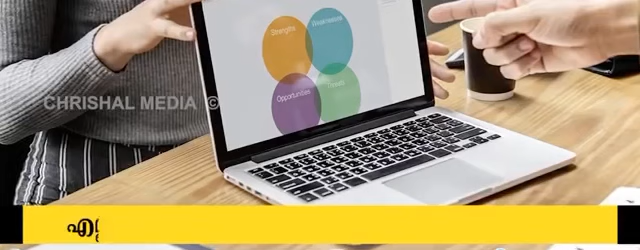 Strengths
Weaknesses
Opportunities
Threats
CHRISHAL MEDIA ©